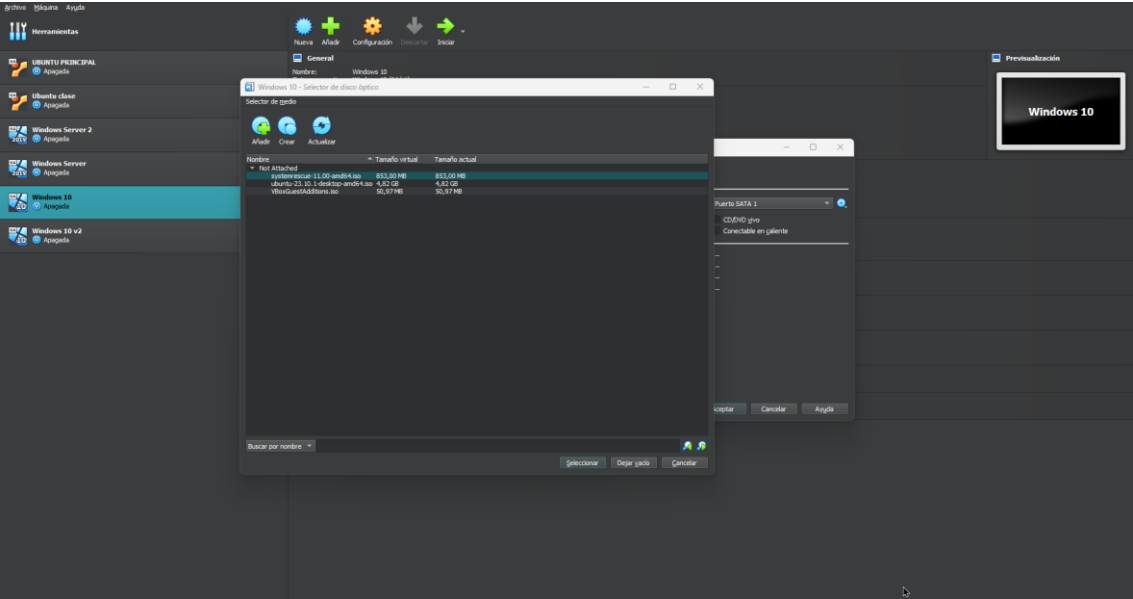 Archivo Máquina Ayuda
Herramientas
Nueva Añadir Configuración Descartar Iniciar
UBUNTU PRINCIPAL
Apagada
Ubuntu clase
Apagada
Windows Server 2
Apagada
Windows Server
Apagada
Windows 10
Apagada
Windows 10 v2
Apagada
General
Nombre: Windows 10
Previsualización
Windows 10
Windows 10 - Selector de disco óptico
Selector de medio
Añadir Crear Actualizar
Nombre Tamaño virtual Tamaño actual
Not Attached
systemrescue-11.00-amd64.iso 853,00 MB 853,00 MB
ubuntu-23.10.1-desktop-amd64.iso 4,82 GB 4,82 GB
VBoxGuestAdditions.iso 50,97 MB 50,97 MB
Buscar por nombre
Seleccionar Dejar vacío Cancelar
Puerto SATA 1
CD/DVD vivo
Conectable en caliente
Aceptar Cancelar Ayuda